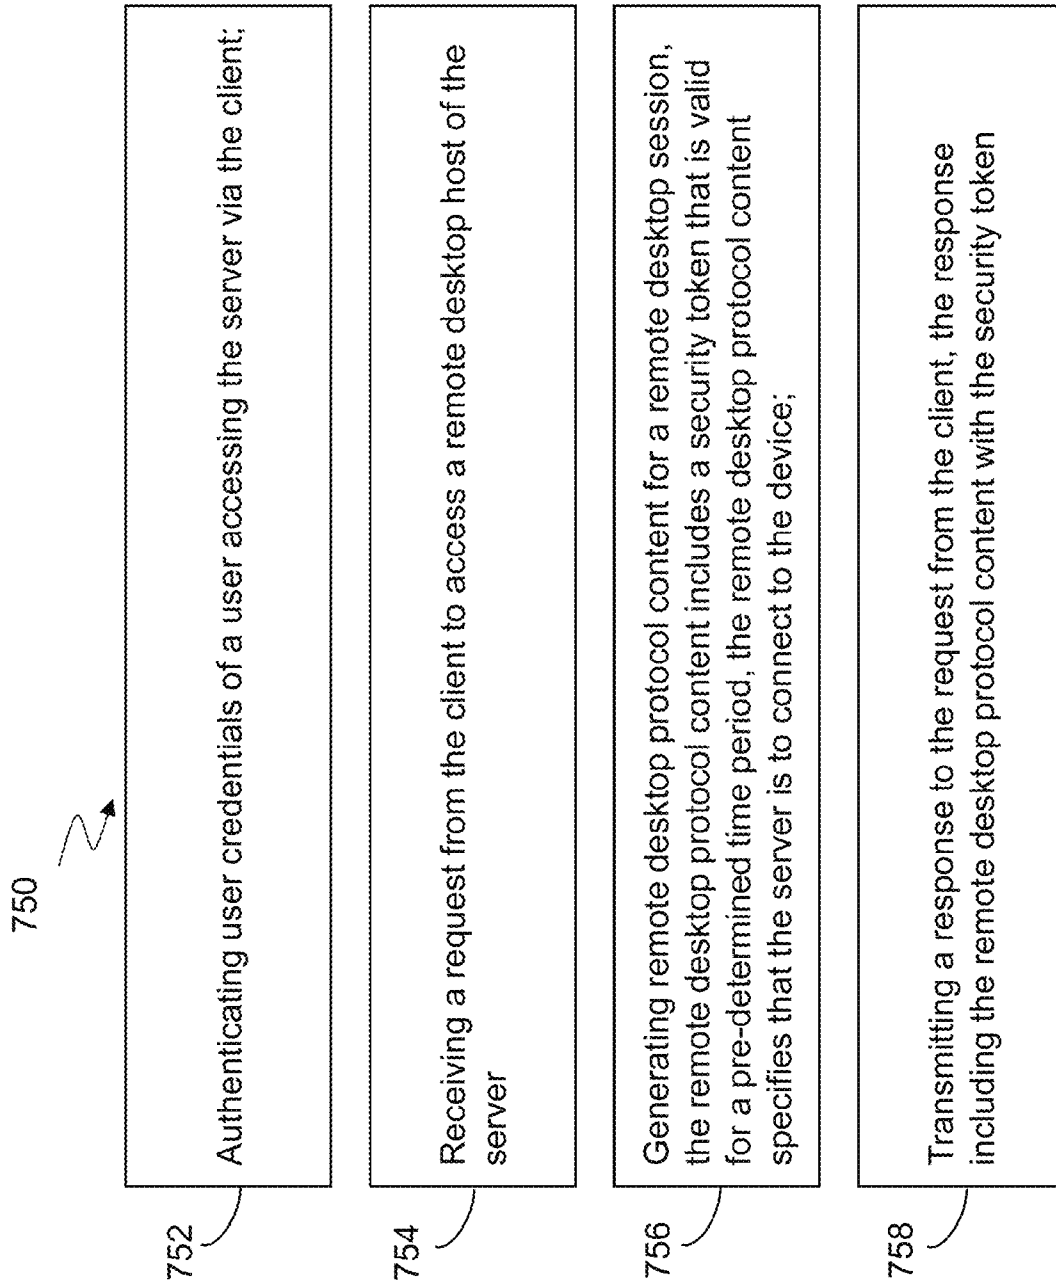 750
752
Authenticating user credentials of a user accessing the server via the client;
754
Receiving a request from the client to access a remote desktop host of the
server
756
Generating remote desktop protocol content for a remote desktop session,
the remote desktop protocol content includes a security token that is valid
for a pre-determined time period, the remote desktop protocol content
specifies that the server is to connect to the device;
758
Transmitting a response to the request from the client, the response
including the remote desktop protocol content with the security token